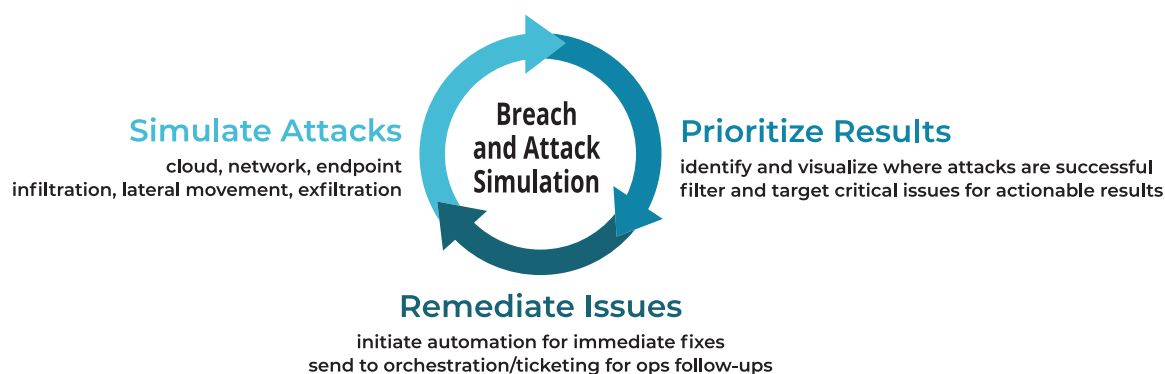 Breach
and Attack
Simulation
Simulate Attacks
cloud, network, endpoint
infiltration, lateral movement, exfiltration
Prioritize Results
identify and visualize where attacks are successful
filter and target critical issues for actionable results
Remediate Issues
initiate automation for immediate fixes
send to orchestration/ticketing for ops follow-ups